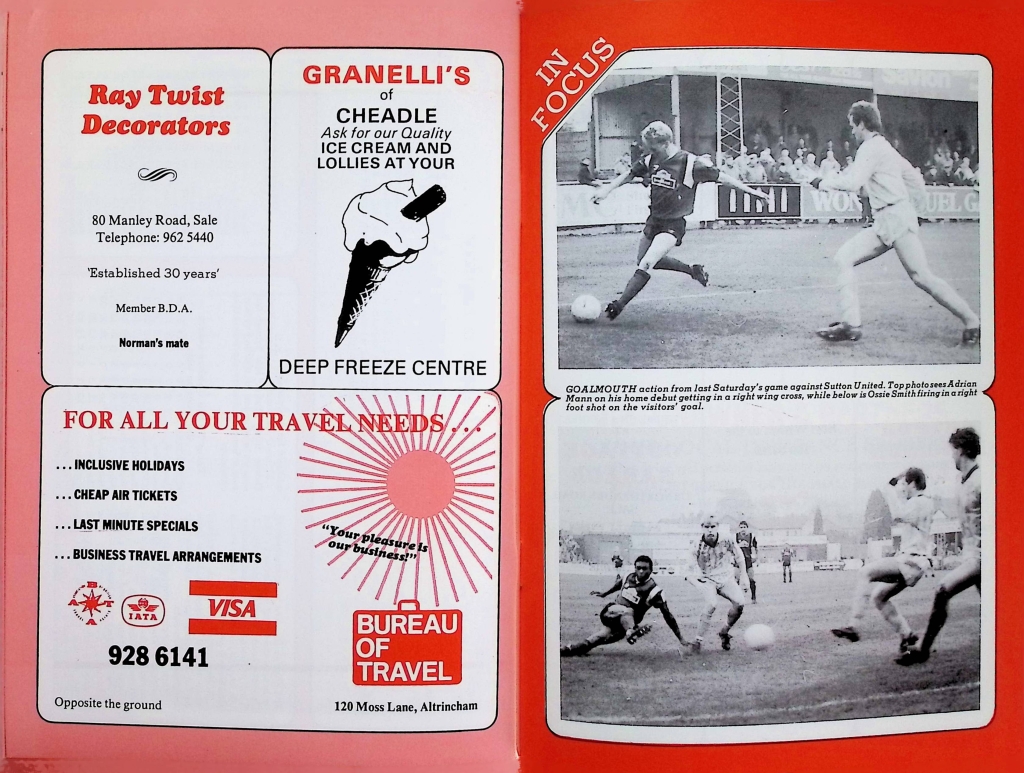 Ray Twist
Decorators
80 Manley Road, Sale
Telephone: 962 5440
'Established 30 years'
Member B.D.A.
Norman's mate
GRANELLI'S
of
CHEADLE
Ask for our Quality
ICE CREAM AND
LOLLIES AT YOUR
DEEP FREEZE CENTRE
FOR ALL YOUR TRAVEL NEEDS . . .
. . . INCLUSIVE HOLIDAYS
. . . CHEAP AIR TICKETS
. . . LAST MINUTE SPECIALS
. . . BUSINESS TRAVEL ARRANGEMENTS
"Your pleasure is
our business!"
ABTA
IATA
VISA
928 6141
BUREAU
OF
TRAVEL
Opposite the ground
120 Moss Lane, Altrincham
IN
FOCUS
GOALMOUTH action from last Saturday's game against Sutton United. Top photo sees Adrian
Mann on his home debut getting in a right wing cross, while below is Ossie Smith firing in a right
foot shot on the visitors' goal.